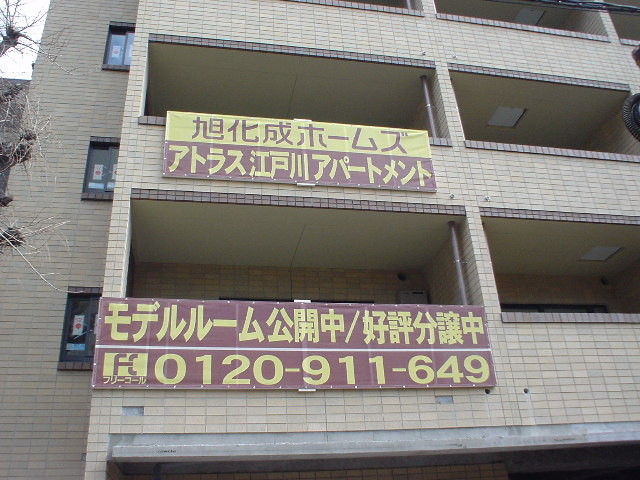 旭化成ホームズ
アトラス江戸川アパートメント
モデルルーム公開中/好評分譲中
フリーコール 0120-911-649